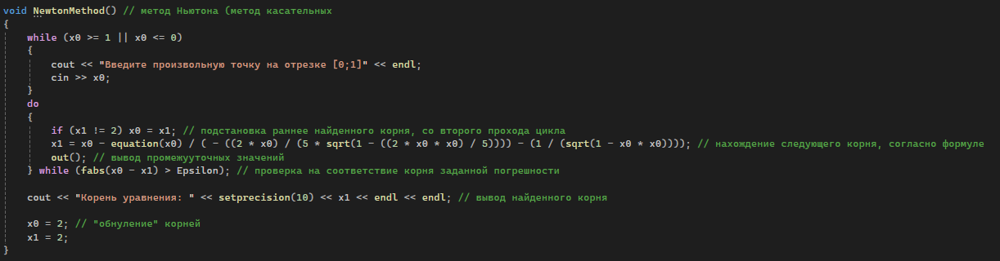 void NewtonMethod() // метод Ньютона (метод касательных
{
while (x0 >= 1 || x0 <= 0)
{
cout << "Введите произвольную точку на отрезке [0;1]" << endl;
cin >> x0;
}
do
{
if (x1 != 2) x0 = x1; // подстановка раннее найденного корня, со второго прохода цикла
x1 = x0 - equation(x0) / ( - ((2 * x0) / (5 * sqrt(1 - ((2 * x0 * x0) / 5)))) - (1 / (sqrt(1 - x0 * x0)))); // нахождение следующего корня, согласно формуле
out(); // вывод промежууточных значений
} while (fabs(x0 - x1) > Epsilon); // проверка на соответствие корня заданной погрешности
cout << "Корень уравнения: " << setprecision(10) << x1 << endl << endl; // вывод найденного корня
x0 = 2; // "обнуление" корней
x1 = 2;
}